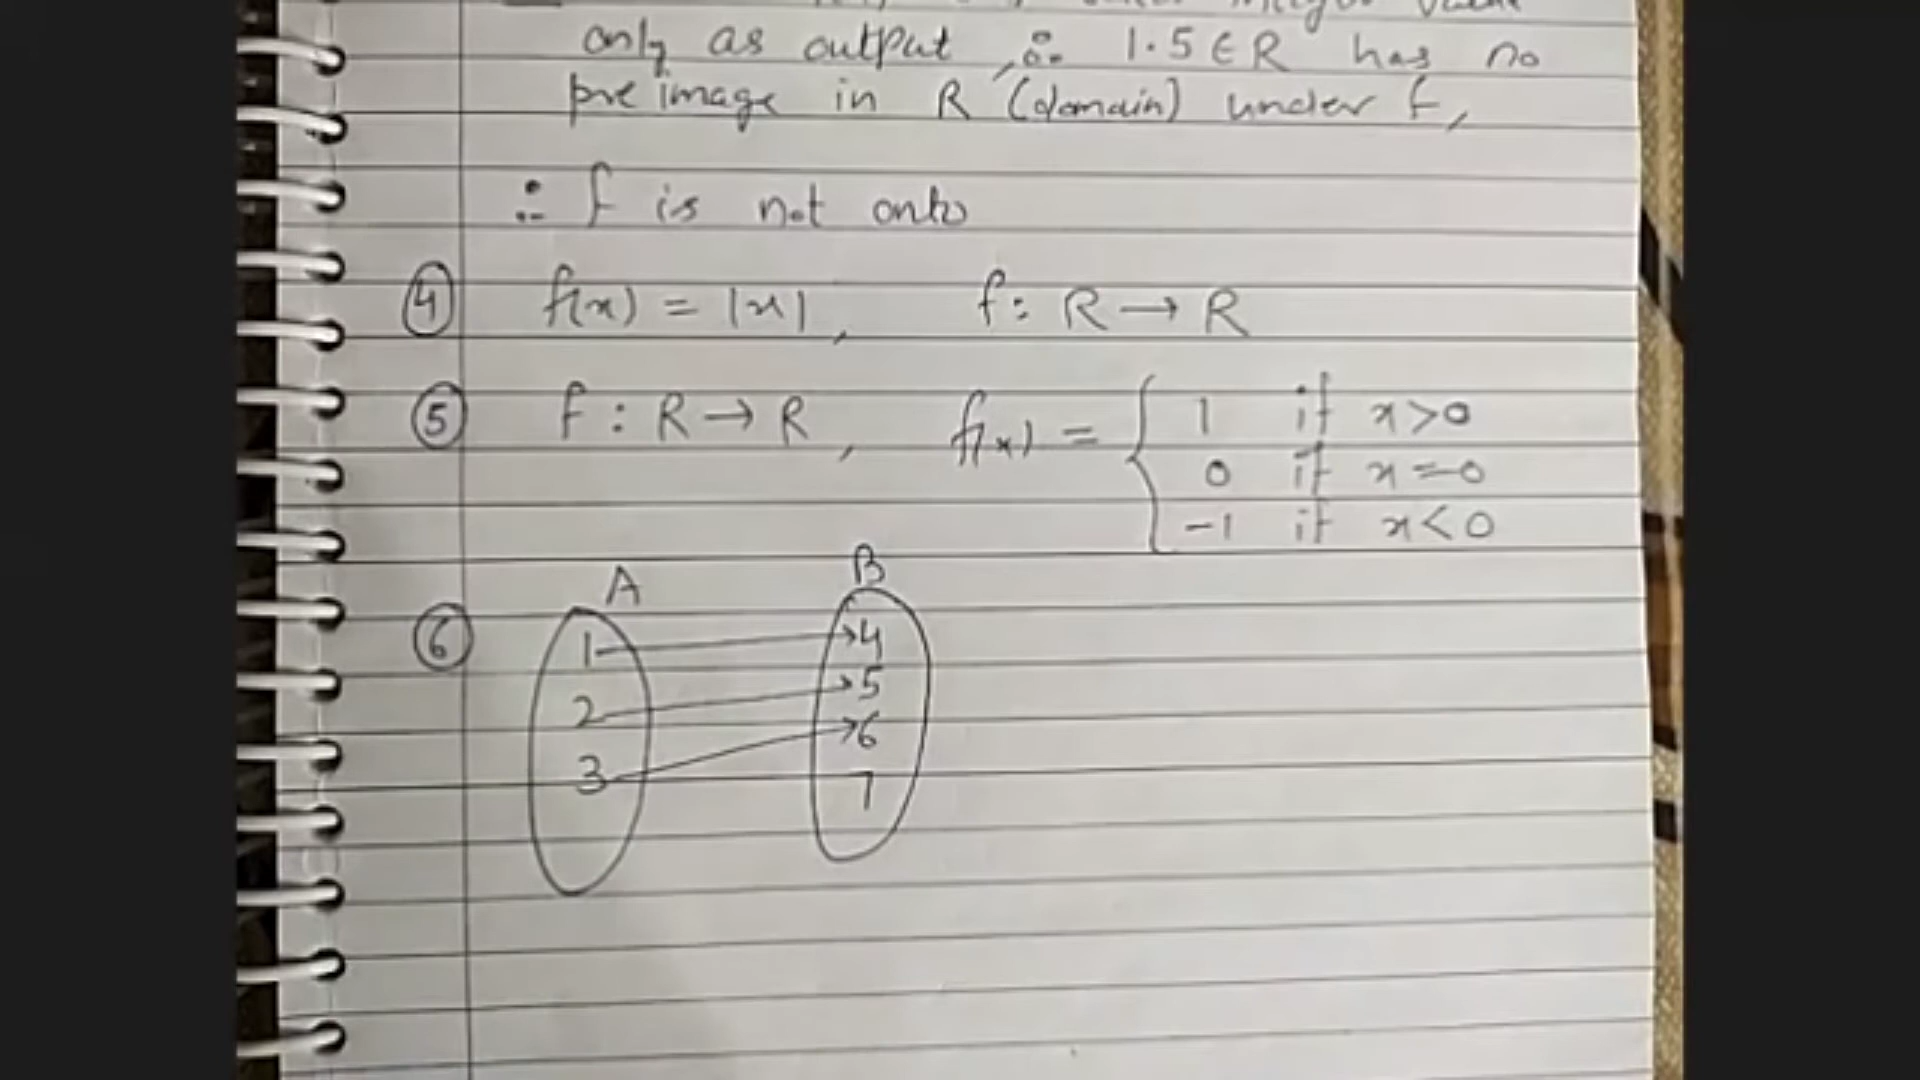 only as output, ∴ 1.5 ∈ R has no
pre image in R (domain) under f,
∴ f is not onto
④ f(x) = |x|, f: R → R
⑤ f : R → R, f(x) = { 1 if x>0
0 if x=0
-1 if x<0
A B
⑥ 1 → 4
2 → 5
3 → 6
7